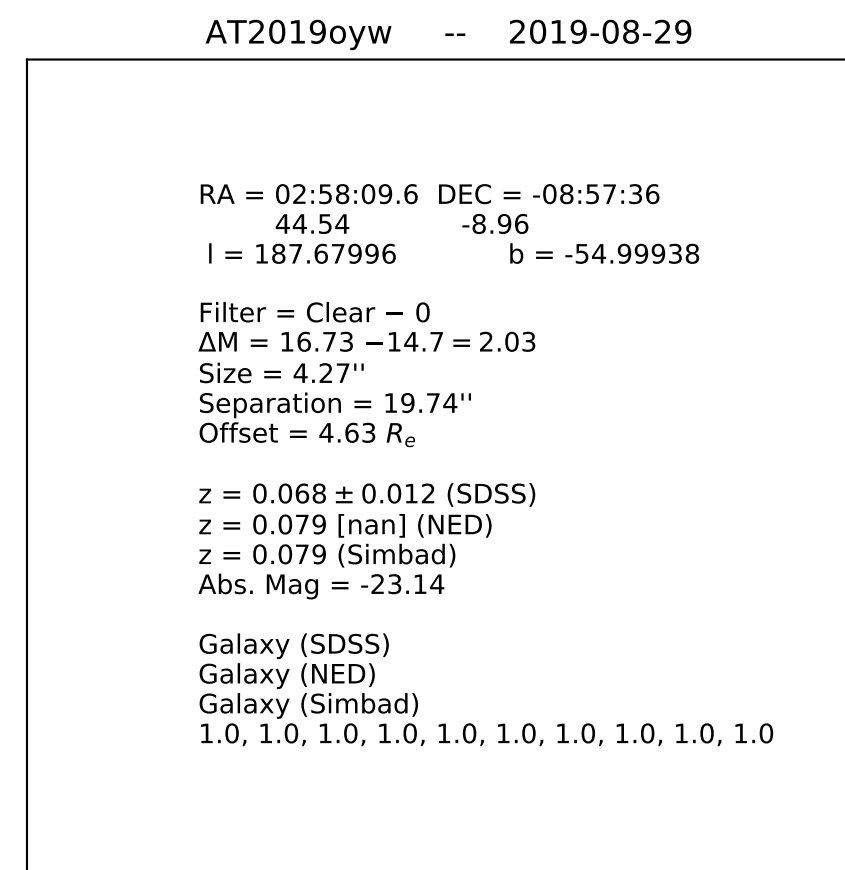 AT2019oyw -- 2019-08-29
RA = 02:58:09.6 DEC = -08:57:36
44.54 -8.96
l = 187.67996 b = -54.99938
Filter = Clear − 0
ΔM = 16.73 −14.7 = 2.03
Size = 4.27''
Separation = 19.74''
Offset = 4.63 Rₑ
z = 0.068 ± 0.012 (SDSS)
z = 0.079 [nan] (NED)
z = 0.079 (Simbad)
Abs. Mag = -23.14
Galaxy (SDSS)
Galaxy (NED)
Galaxy (Simbad)
1.0, 1.0, 1.0, 1.0, 1.0, 1.0, 1.0, 1.0, 1.0, 1.0